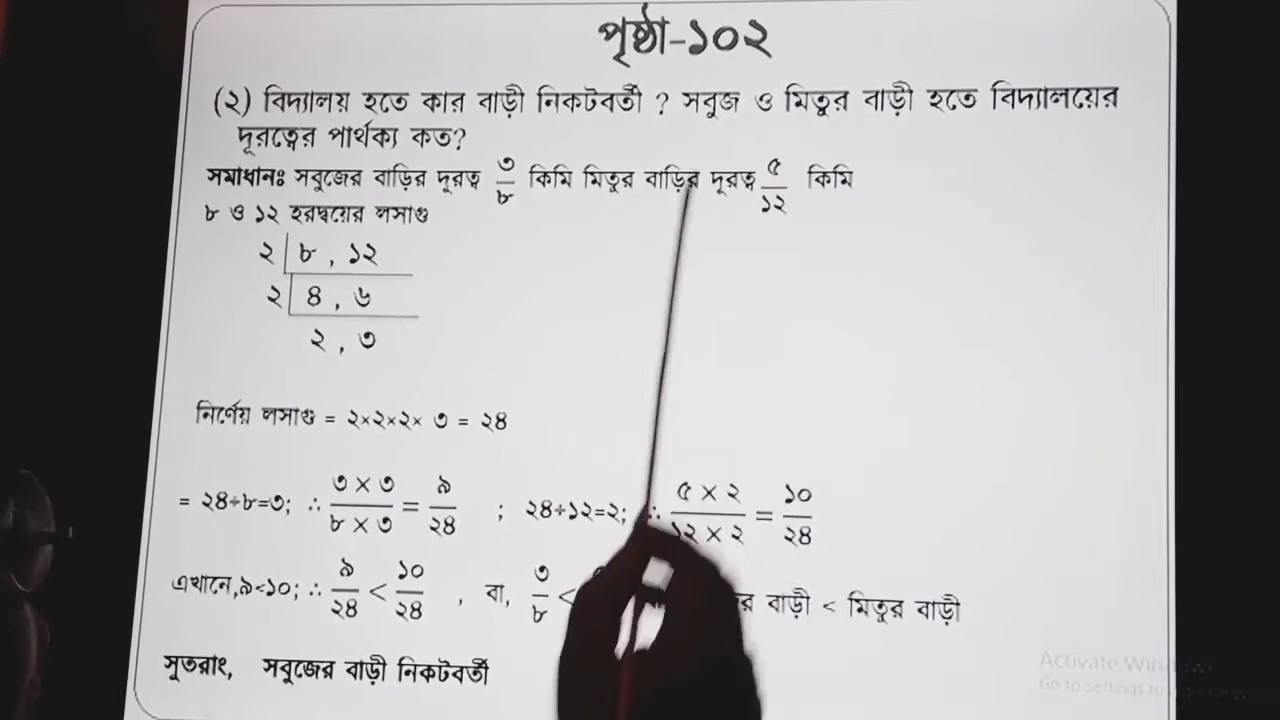 পৃষ্ঠা-১০২
(২) বিদ্যালয় হতে কার বাড়ী নিকটবর্তী ? সবুজ ও মিতুর বাড়ী হতে বিদ্যালয়ের
দূরত্বের পার্থক্য কত?
সমাধানঃ সবুজের বাড়ির দূরত্ব ৩/৮ কিমি মিতুর বাড়ির দূরত্ব ৫/১২ কিমি
৮ ও ১২ হরদ্বয়ের লসাগু
২ | ৮ , ১২
২ | ৪ , ৬
২ , ৩
নির্ণেয় লসাগু = ২×২×২× ৩ = ২৪
= ২৪÷৮=৩; ∴ ৩ × ৩ / ৮ × ৩ = ৯/২৪ ; ২৪÷১২=২; ∴ ৫ × ২ / ১২ × ২ = ১০/২৪
এখানে,৯<১০; ∴ ৯/২৪ < ১০/২৪ , বা, ৩/৮ < বাড়ী < মিতুর বাড়ী
সুতরাং, সবুজের বাড়ী নিকটবর্তী
Activate Windows